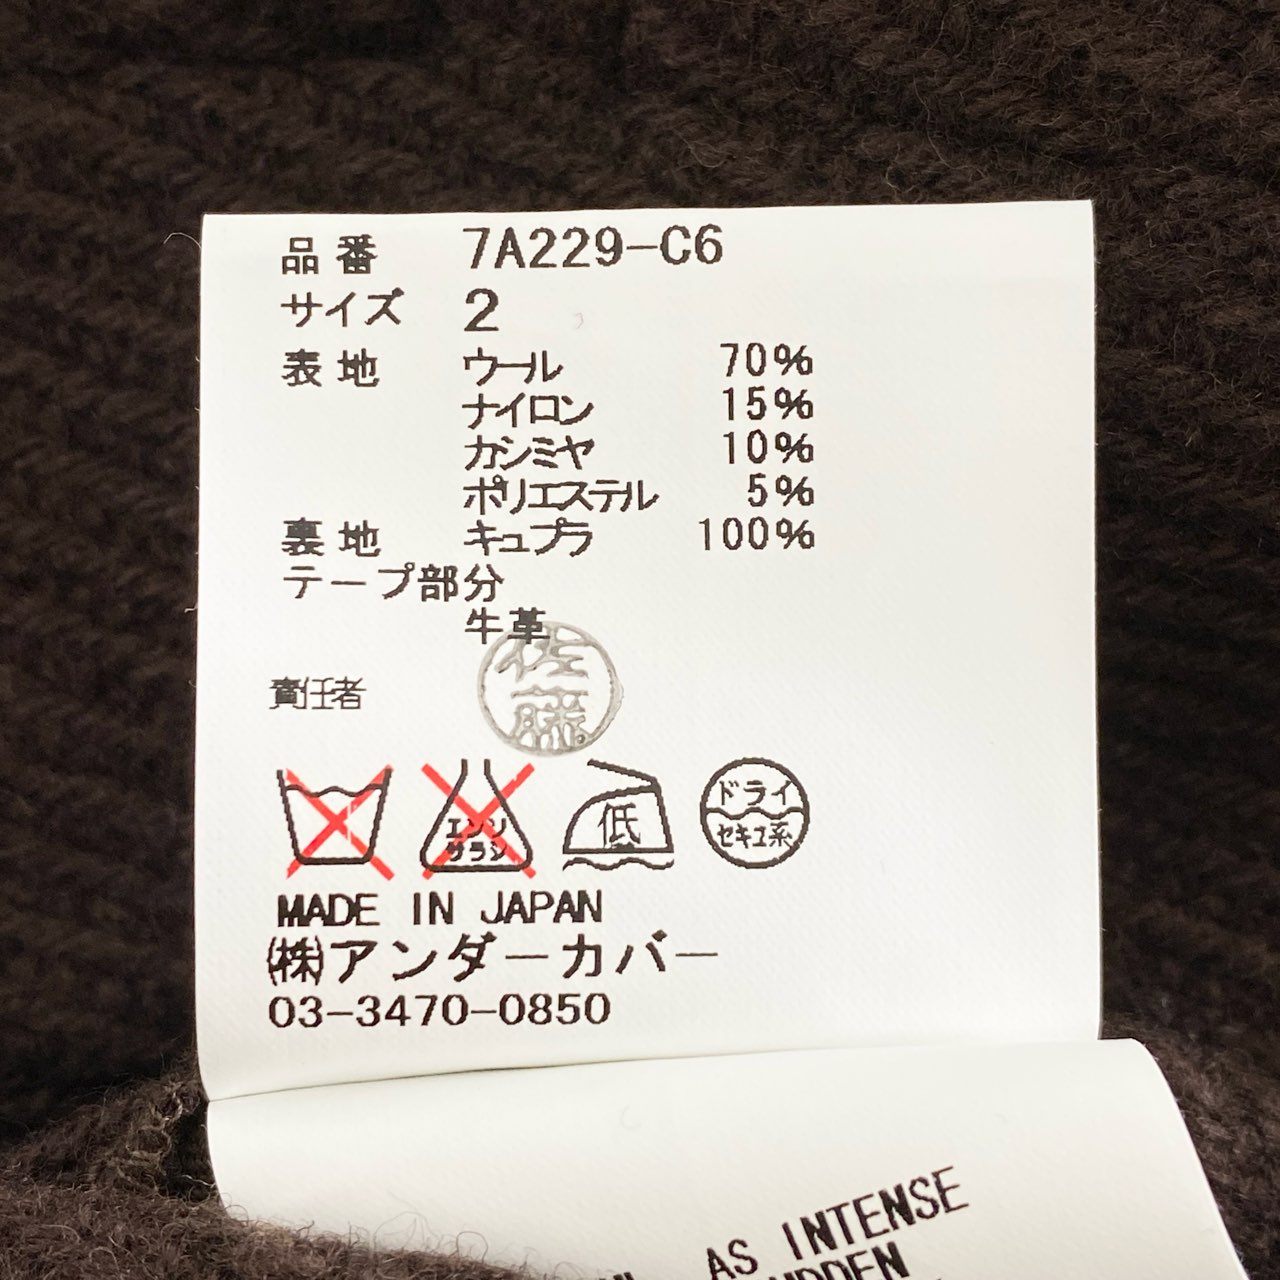 品番 7A229-C6
サイズ 2
表地 ウール 70%
ナイロン 15%
カシミヤ 10%
ポリエステル 5%
裏地 キュプラ 100%
テープ部分
牛革
責任者 佐藤
エンソサラシ
低
ドライ
セキユ系
MADE IN JAPAN
㈱アンダーカバー
03-3470-0850
AS INTENSE